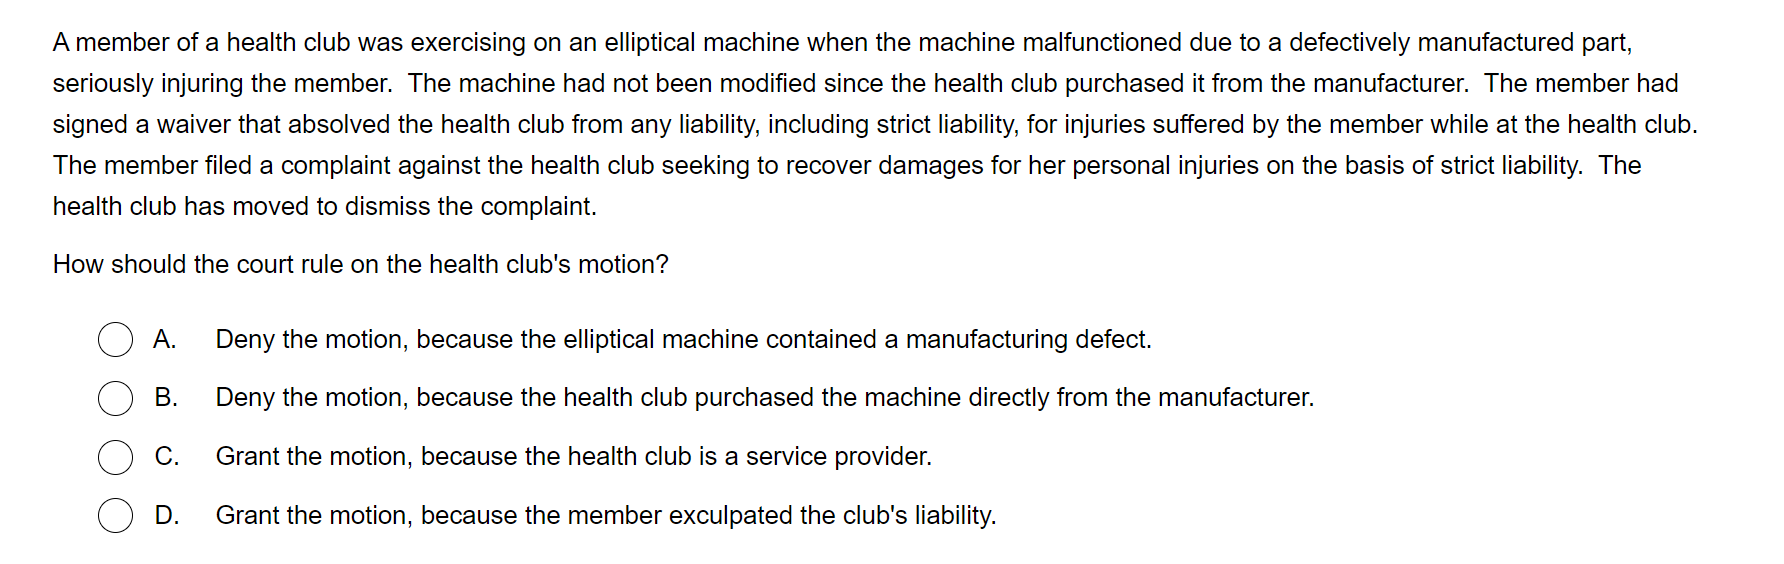 A member of a health club was exercising on an elliptical machine when the machine malfunctioned due to a defectively manufactured part,
seriously injuring the member.  The machine had not been modified since the health club purchased it from the manufacturer.  The member had
signed a waiver that absolved the health club from any liability, including strict liability, for injuries suffered by the member while at the health club.
The member filed a complaint against the health club seeking to recover damages for her personal injuries on the basis of strict liability.  The
health club has moved to dismiss the complaint.
How should the court rule on the health club's motion?
A. Deny the motion, because the elliptical machine contained a manufacturing defect.
B. Deny the motion, because the health club purchased the machine directly from the manufacturer.
C. Grant the motion, because the health club is a service provider.
D. Grant the motion, because the member exculpated the club's liability.